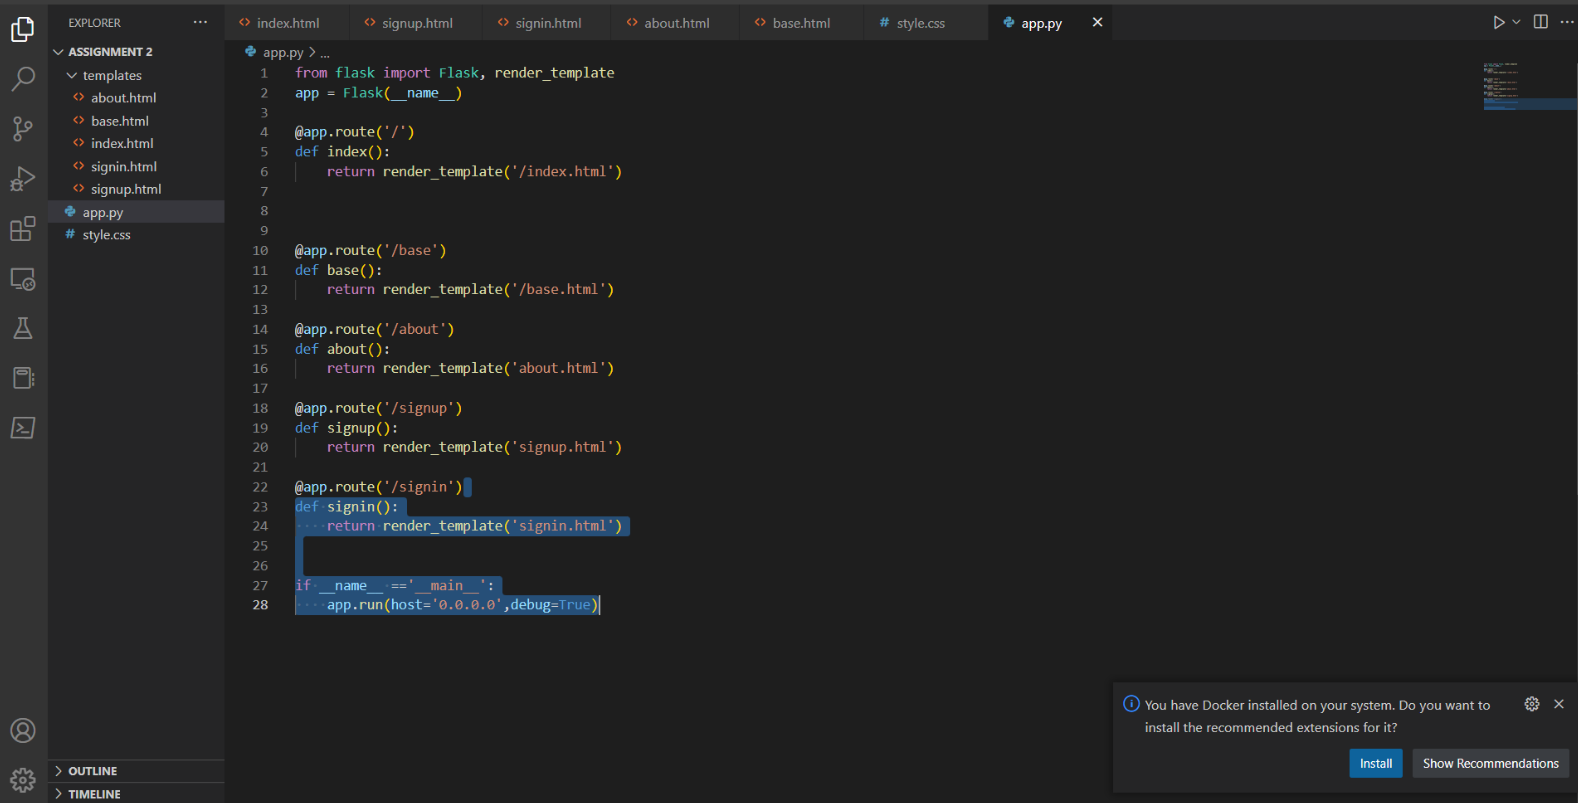 EXPLORER
ASSIGNMENT 2
templates
about.html
base.html
index.html
signin.html
signup.html
app.py
style.css
OUTLINE
TIMELINE
index.html signup.html signin.html about.html base.html # style.css app.py
app.py > ...
1 from flask import Flask, render_template
2 app = Flask(__name__)
3
4 @app.route('/')
5 def index():
6     return render_template('/index.html')
7
8
9
10 @app.route('/base')
11 def base():
12     return render_template('/base.html')
13
14 @app.route('/about')
15 def about():
16     return render_template('about.html')
17
18 @app.route('/signup')
19 def signup():
20     return render_template('signup.html')
21
22 @app.route('/signin')
23 def signin():
24     return render_template('signin.html')
25
26
27 if __name__ =='__main__':
28     app.run(host='0.0.0.0',debug=True)
You have Docker installed on your system. Do you want to
install the recommended extensions for it?
Install Show Recommendations